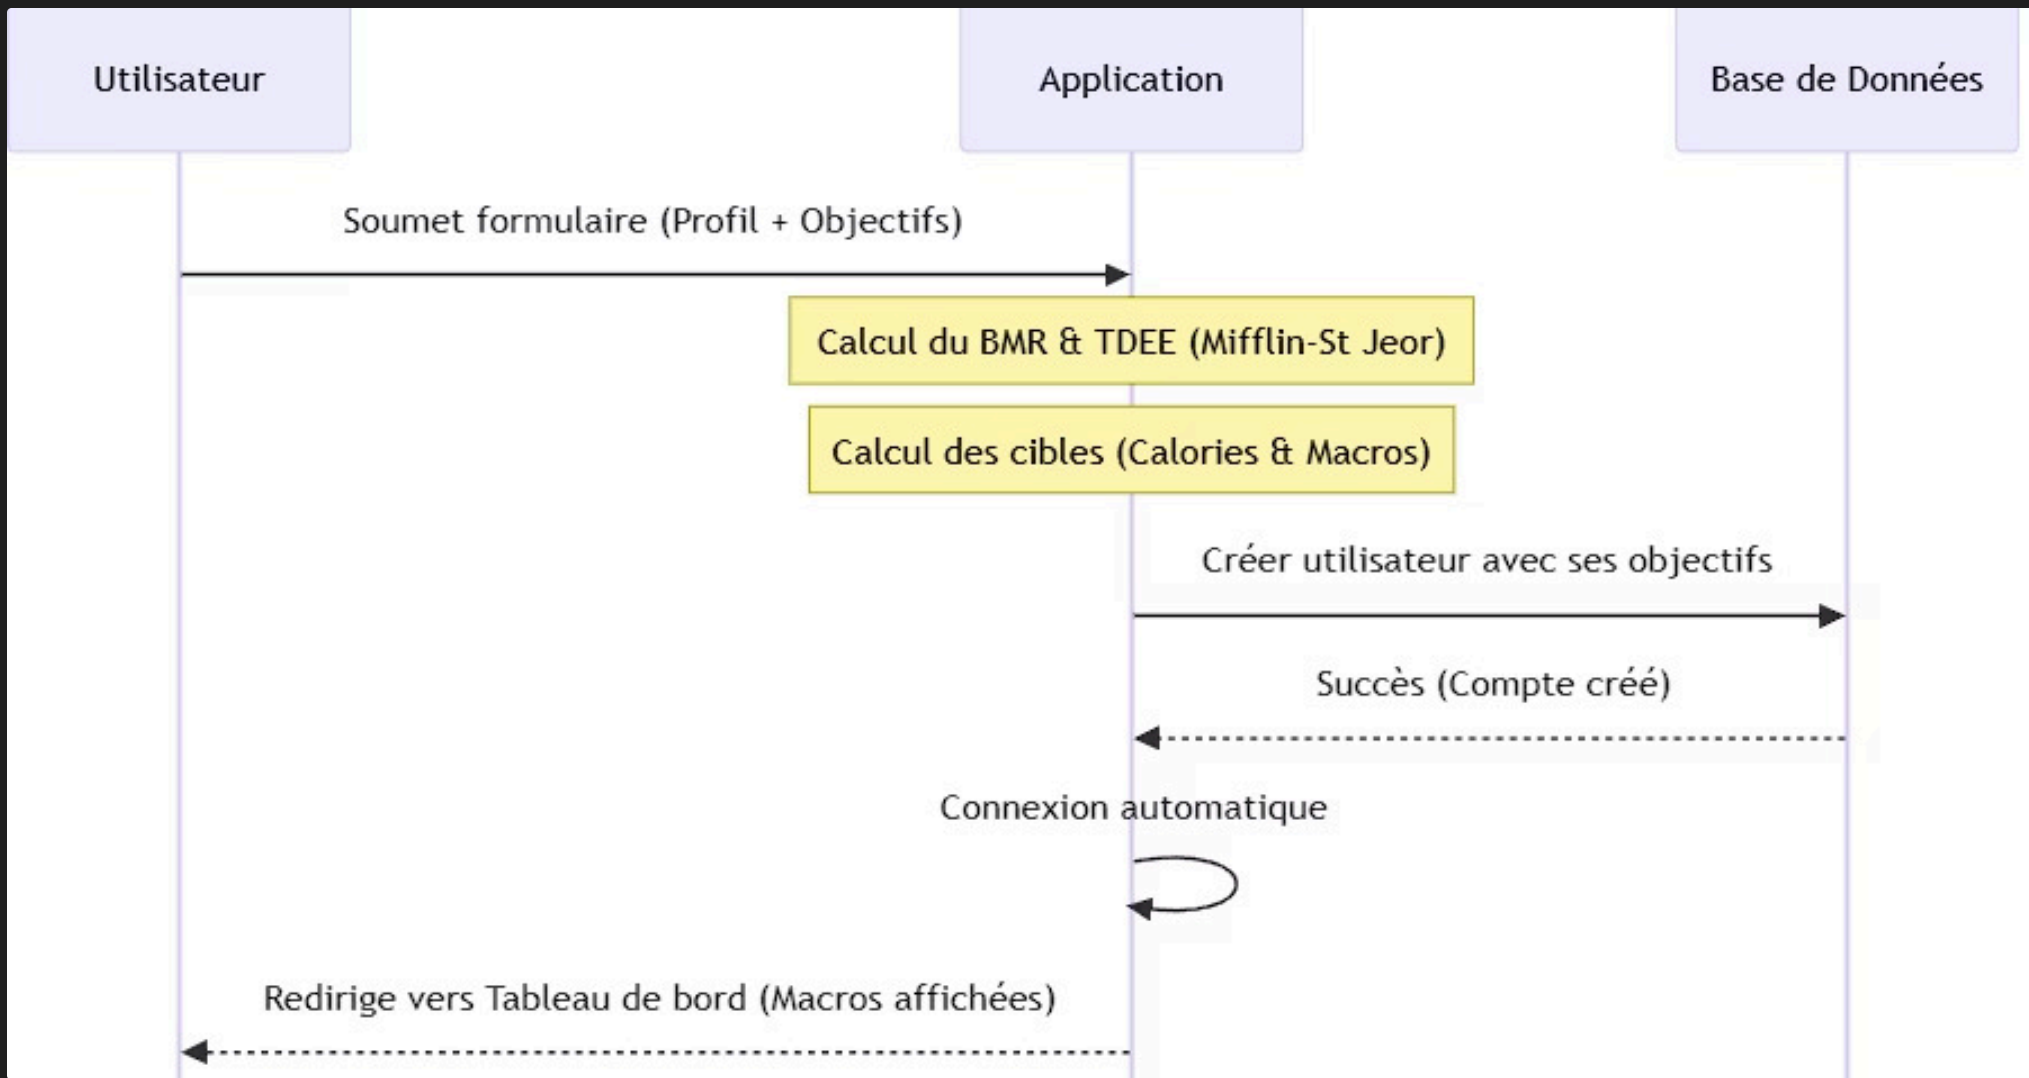 Utilisateur
Application
Base de Données
Soumet formulaire (Profil + Objectifs)
Calcul du BMR & TDEE (Mifflin-St Jeor)
Calcul des cibles (Calories & Macros)
Créer utilisateur avec ses objectifs
Succès (Compte créé)
Connexion automatique
Redirige vers Tableau de bord (Macros affichées)